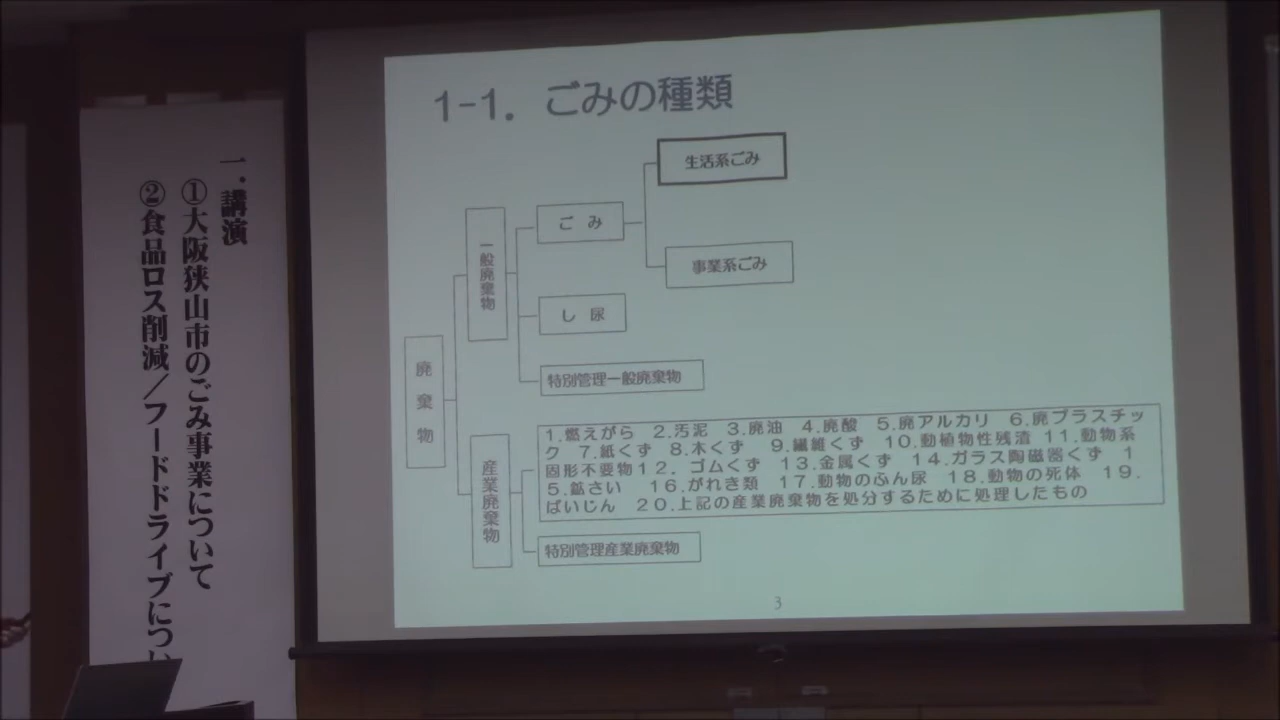 一．講演
①大阪狭山市のごみ事業について
②食品ロス削減／フードドライブについ
1-1．ごみの種類
廃棄物
一般廃棄物
ごみ
生活系ごみ
事業系ごみ
し尿
特別管理一般廃棄物
産業廃棄物
1.燃えがら 2.汚泥 3.廃油 4.廃酸 5.廃アルカリ 6.廃プラスチッ
ク 7.紙くず 8.木くず 9.繊維くず 10.動植物性残渣 11.動物系
固形不要物12．ゴムくず 13.金属くず 14.ガラス陶磁器くず 1
5.鉱さい 16.がれき類 17.動物のふん尿 18.動物の死体 19.
ばいじん 20.上記の産業廃棄物を処分するために処理したもの
特別管理産業廃棄物
3